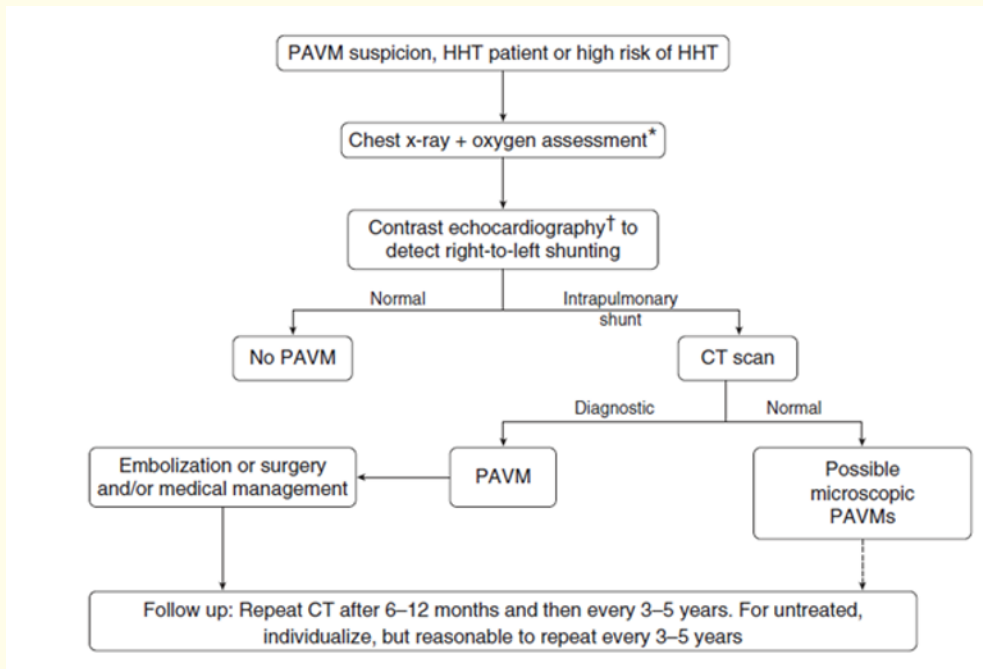 PAVM suspicion, HHT patient or high risk of HHT
Chest x-ray + oxygen assessment*
Contrast echocardiography† to
detect right-to-left shunting
Normal
Intrapulmonary
shunt
No PAVM
CT scan
Diagnostic
Normal
Embolization or surgery
and/or medical management
PAVM
Possible
microscopic
PAVMs
Follow up: Repeat CT after 6–12 months and then every 3–5 years. For untreated,
individualize, but reasonable to repeat every 3–5 years